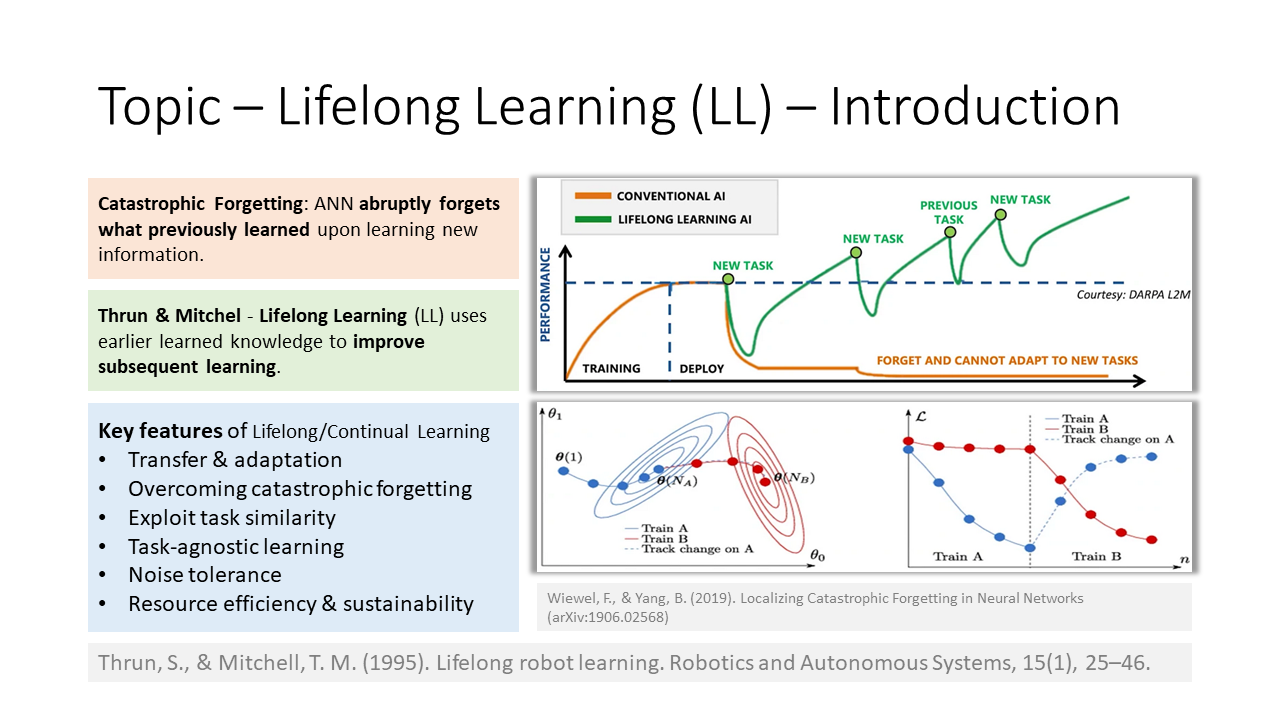 Topic – Lifelong Learning (LL) – Introduction
Catastrophic Forgetting: ANN abruptly forgets
what previously learned upon learning new
information.
Thrun & Mitchel - Lifelong Learning (LL) uses
earlier learned knowledge to improve
subsequent learning.
Key features of Lifelong/Continual Learning
• Transfer & adaptation
• Overcoming catastrophic forgetting
• Exploit task similarity
• Task-agnostic learning
• Noise tolerance
• Resource efficiency & sustainability
CONVENTIONAL AI
LIFELONG LEARNING AI
PERFORMANCE
TRAINING
DEPLOY
NEW TASK
NEW TASK
PREVIOUS
TASK
NEW TASK
Courtesy: DARPA L2M
FORGET AND CANNOT ADAPT TO NEW TASKS
θ₁
θ(1)
θ(N_A)
θ(N_B)
Train A
Train B
Track change on A
θ₀
ℒ
Train A
Train B
Track change on A
Train A
Train B
n
Wiewel, F., & Yang, B. (2019). Localizing Catastrophic Forgetting in Neural Networks
(arXiv:1906.02568)
Thrun, S., & Mitchell, T. M. (1995). Lifelong robot learning. Robotics and Autonomous Systems, 15(1), 25–46.